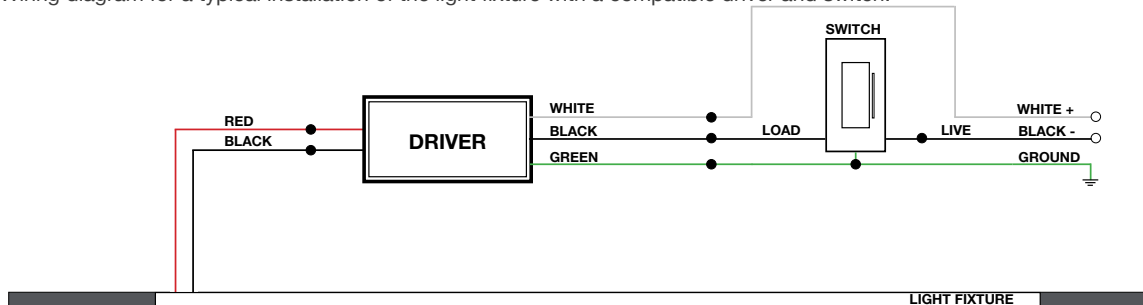 Wiring diagram for a typical installation of the light fixture with a compatible driver and switch.
SWITCH
RED
BLACK
DRIVER
WHITE
BLACK
GREEN
LOAD
LIVE
WHITE +
BLACK -
GROUND
LIGHT FIXTURE